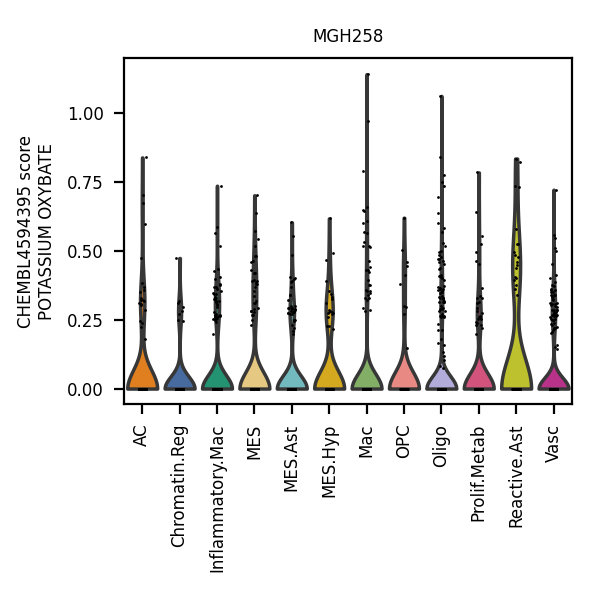 MGH258
CHEMBL4594395 score
POTASSIUM OXYBATE
1.00
0.75
0.50
0.25
0.00
AC
Chromatin.Reg
Inflammatory.Mac
MES
MES.Ast
MES.Hyp
Mac
OPC
Oligo
Prolif.Metab
Reactive.Ast
Vasc